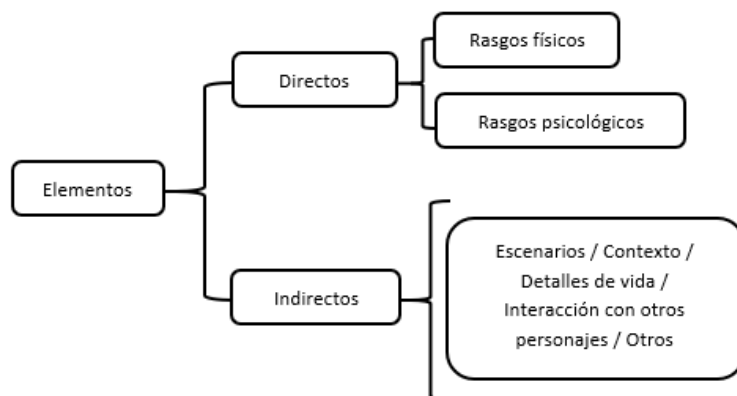 Elementos
Directos
Rasgos físicos
Rasgos psicológicos
Indirectos
Escenarios / Contexto /
Detalles de vida /
Interacción con otros
personajes / Otros